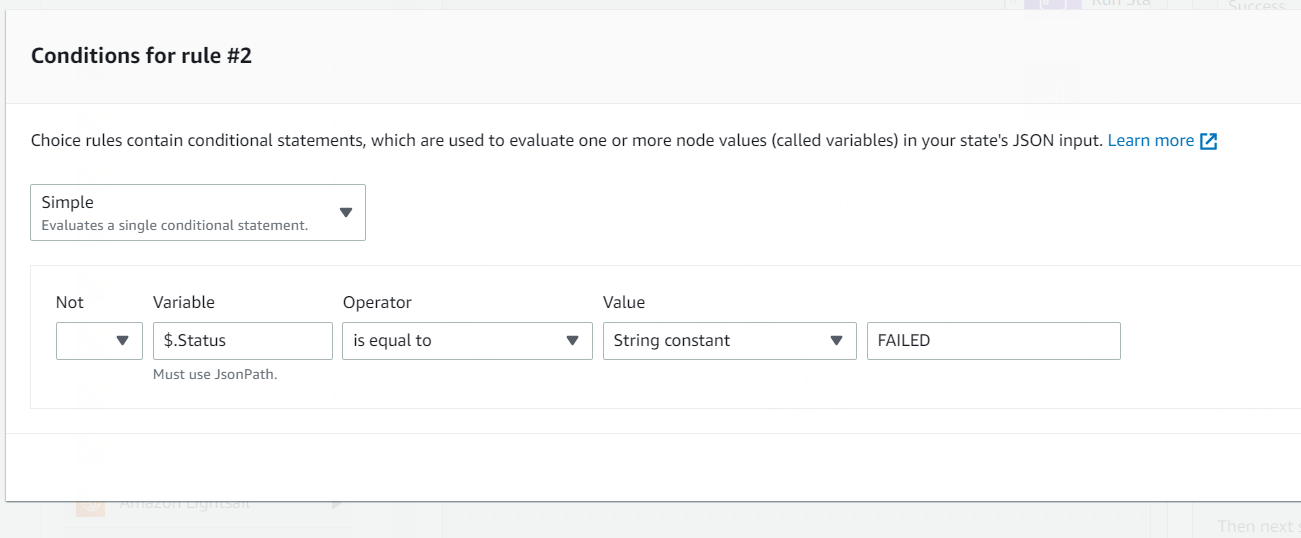 Run Sta
Success
Conditions for rule #2
Choice rules contain conditional statements, which are used to evaluate one or more node values (called variables) in your state's JSON input. Learn more
Simple
Evaluates a single conditional statement.
Not Variable Operator Value
$.Status is equal to String constant FAILED
Must use JsonPath.
Amazon Lightsail
Then next s